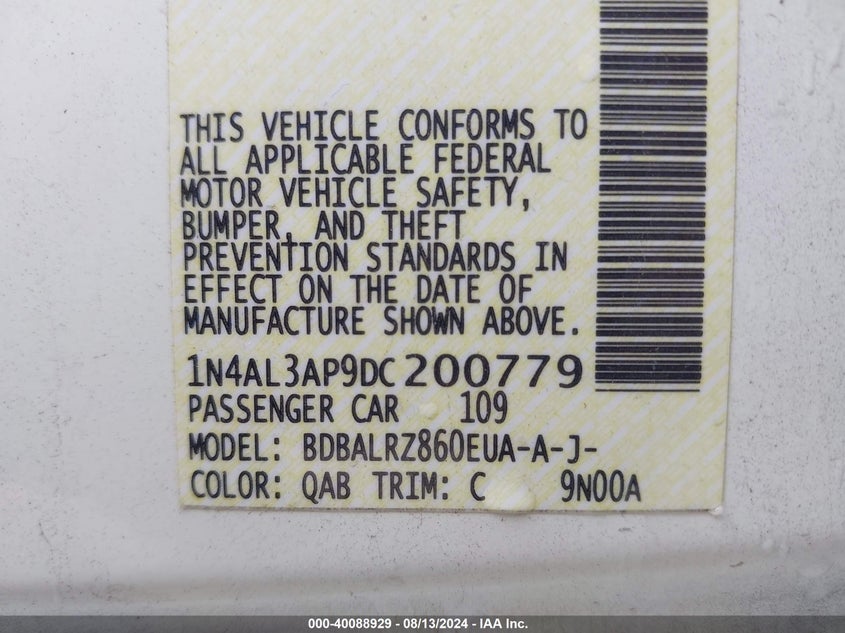 THIS VEHICLE CONFORMS TO
ALL APPLICABLE FEDERAL
MOTOR VEHICLE SAFETY,
BUMPER, AND THEFT
PREVENTION STANDARDS IN
EFFECT ON THE DATE OF
MANUFACTURE SHOWN ABOVE.
1N4AL3AP9DC200779
PASSENGER CAR 109
MODEL: BDBALRZ860EUA-A-J-
COLOR: QAB TRIM: C 9N00A
000-40088929 - 08/13/2024 - IAA Inc.